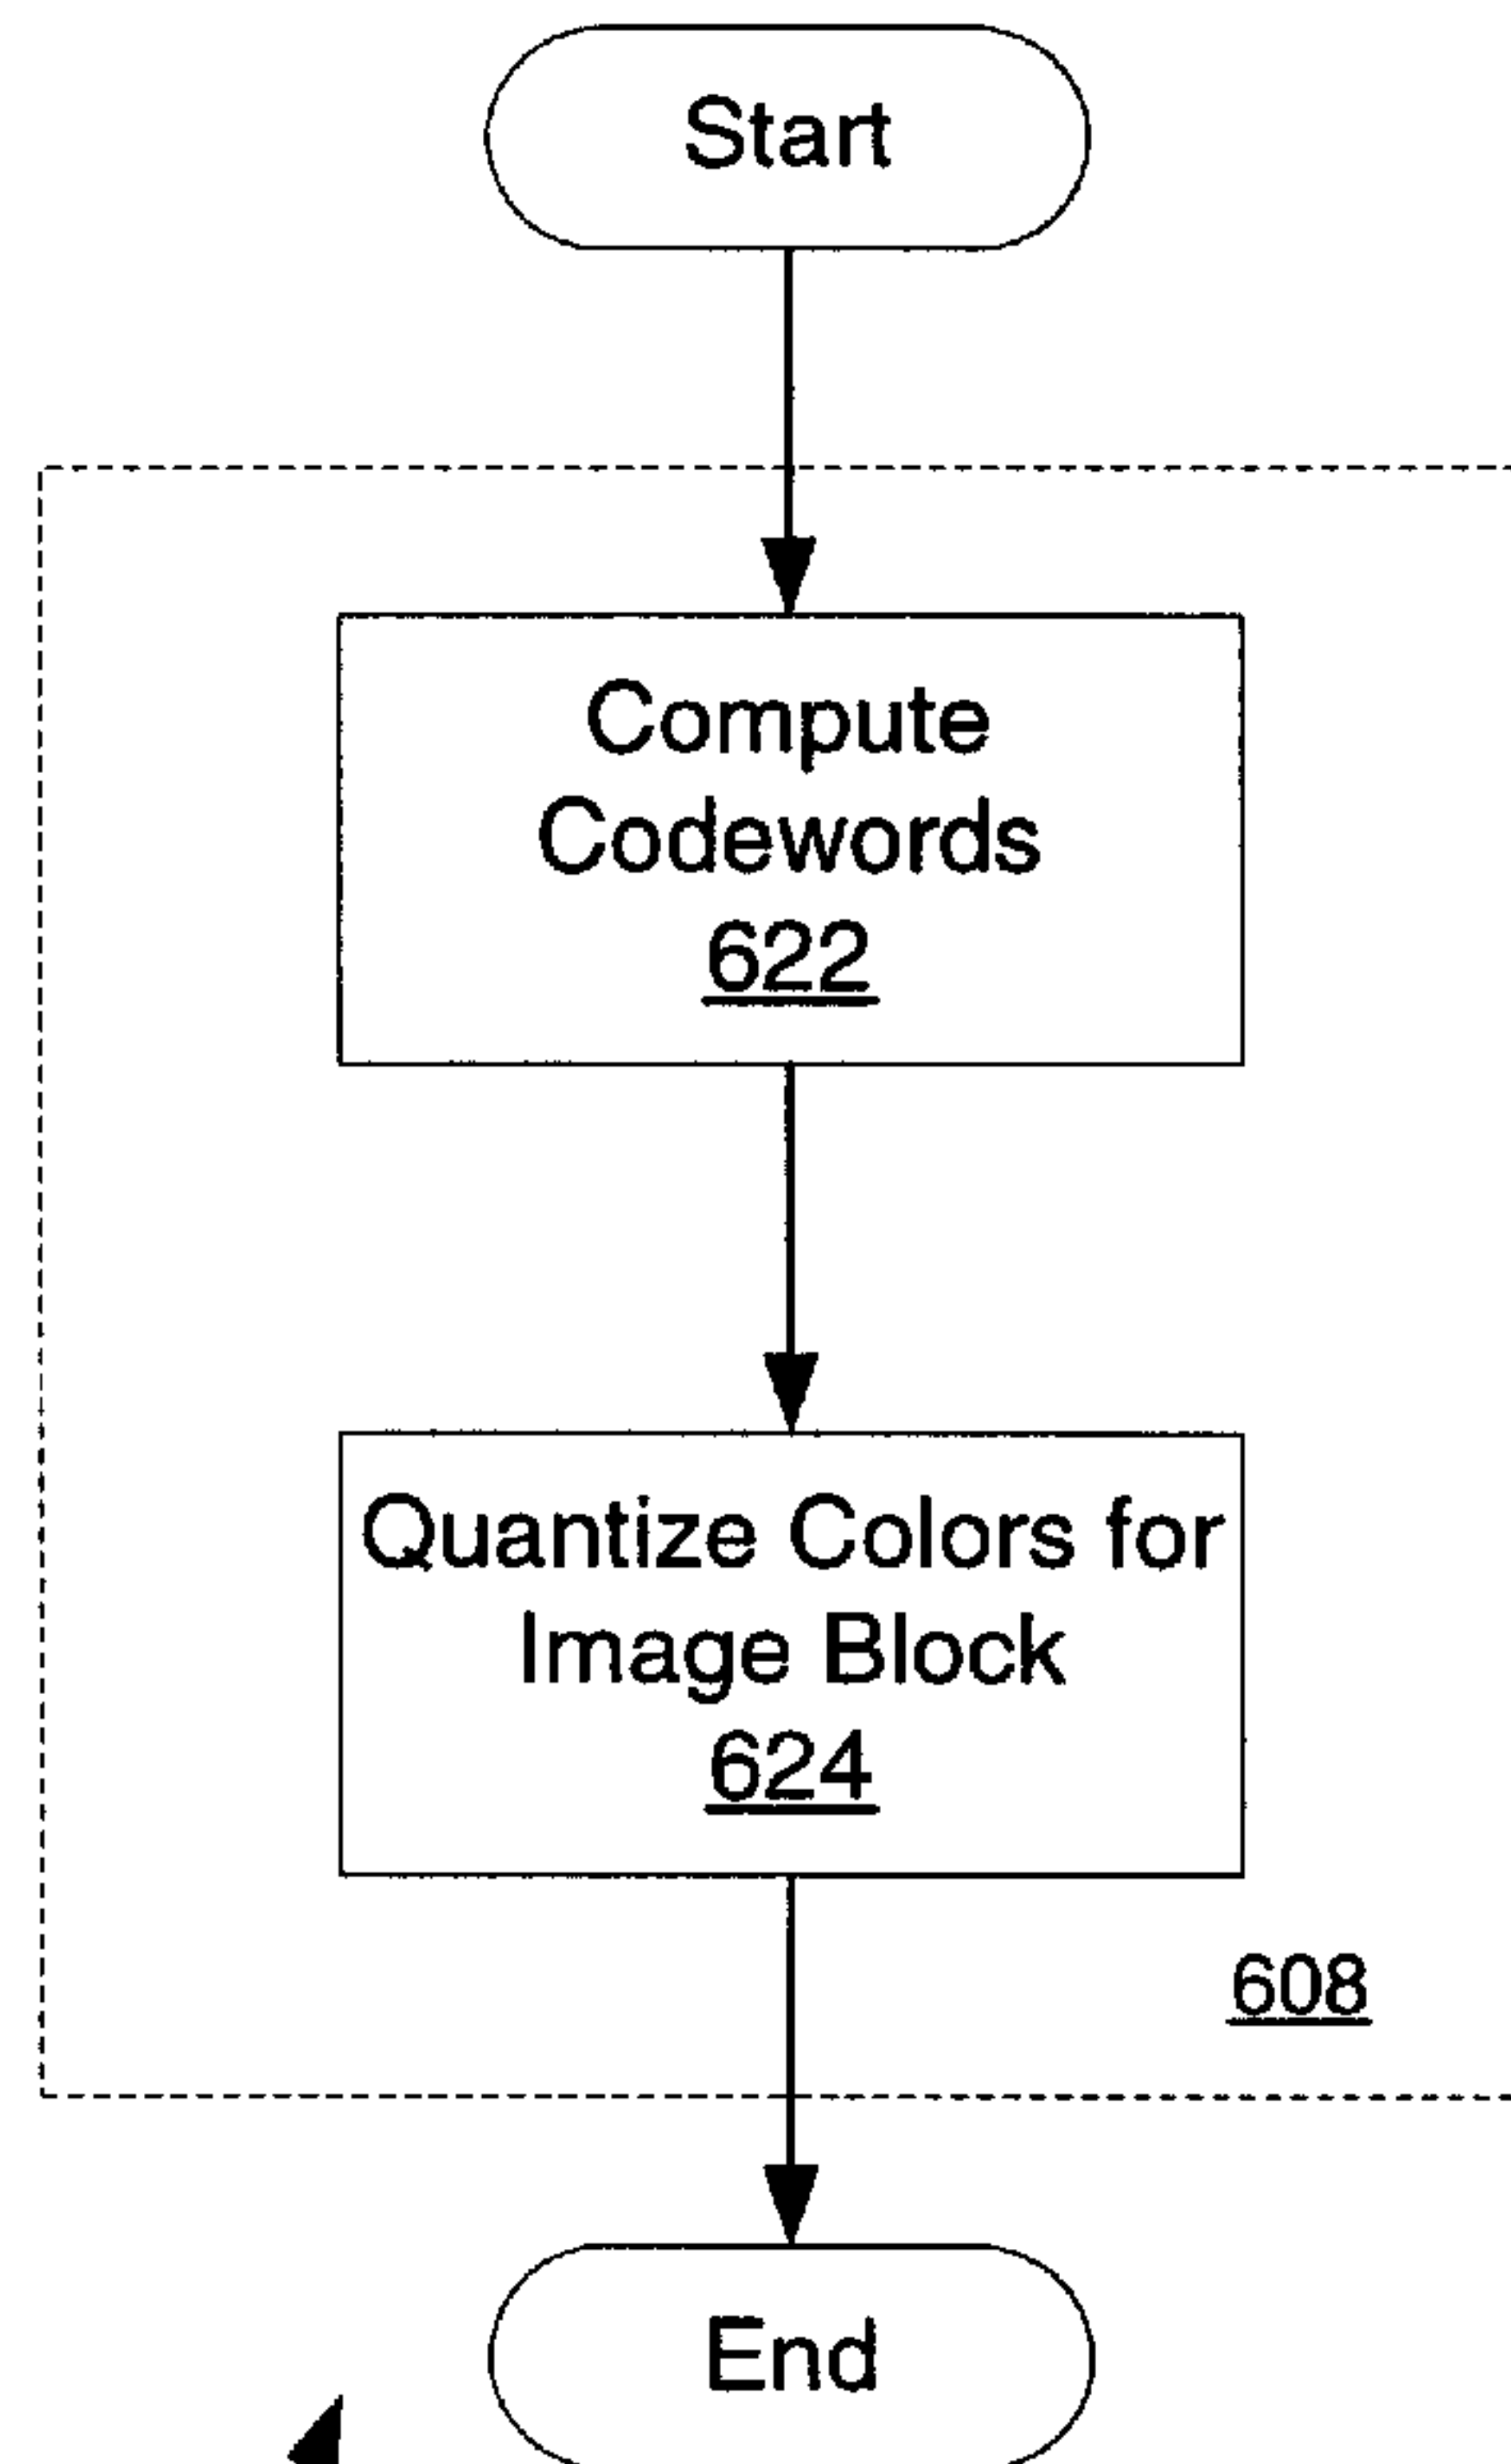 Start
Compute
Codewords
622
Quantize Colors for
Image Block
624
608
End